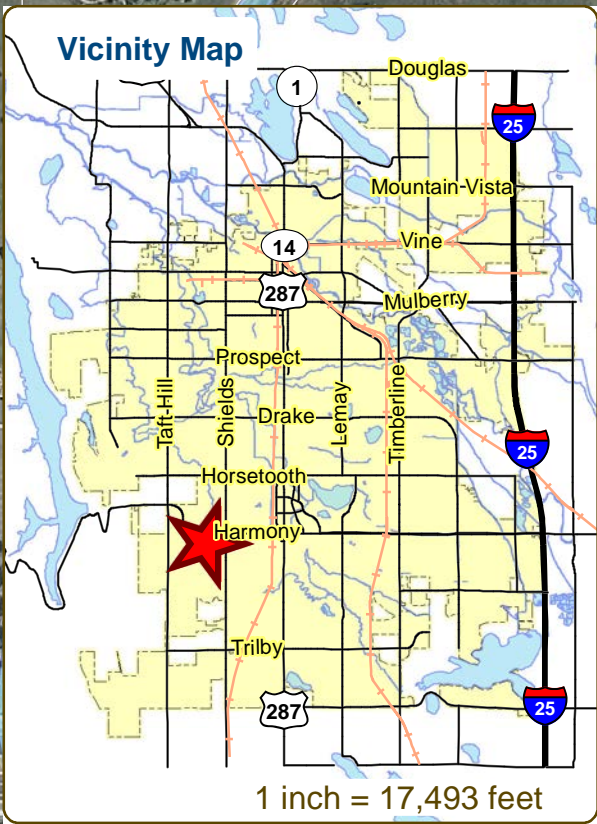 Vicinity Map
Douglas
1
25
Mountain-Vista
Vine
14
287
Mulberry
Prospect
Taft-Hill
Shields
Drake
Lemay
Timberline
25
Horsetooth
Harmony
Trilby
287
25
1 inch = 17,493 feet